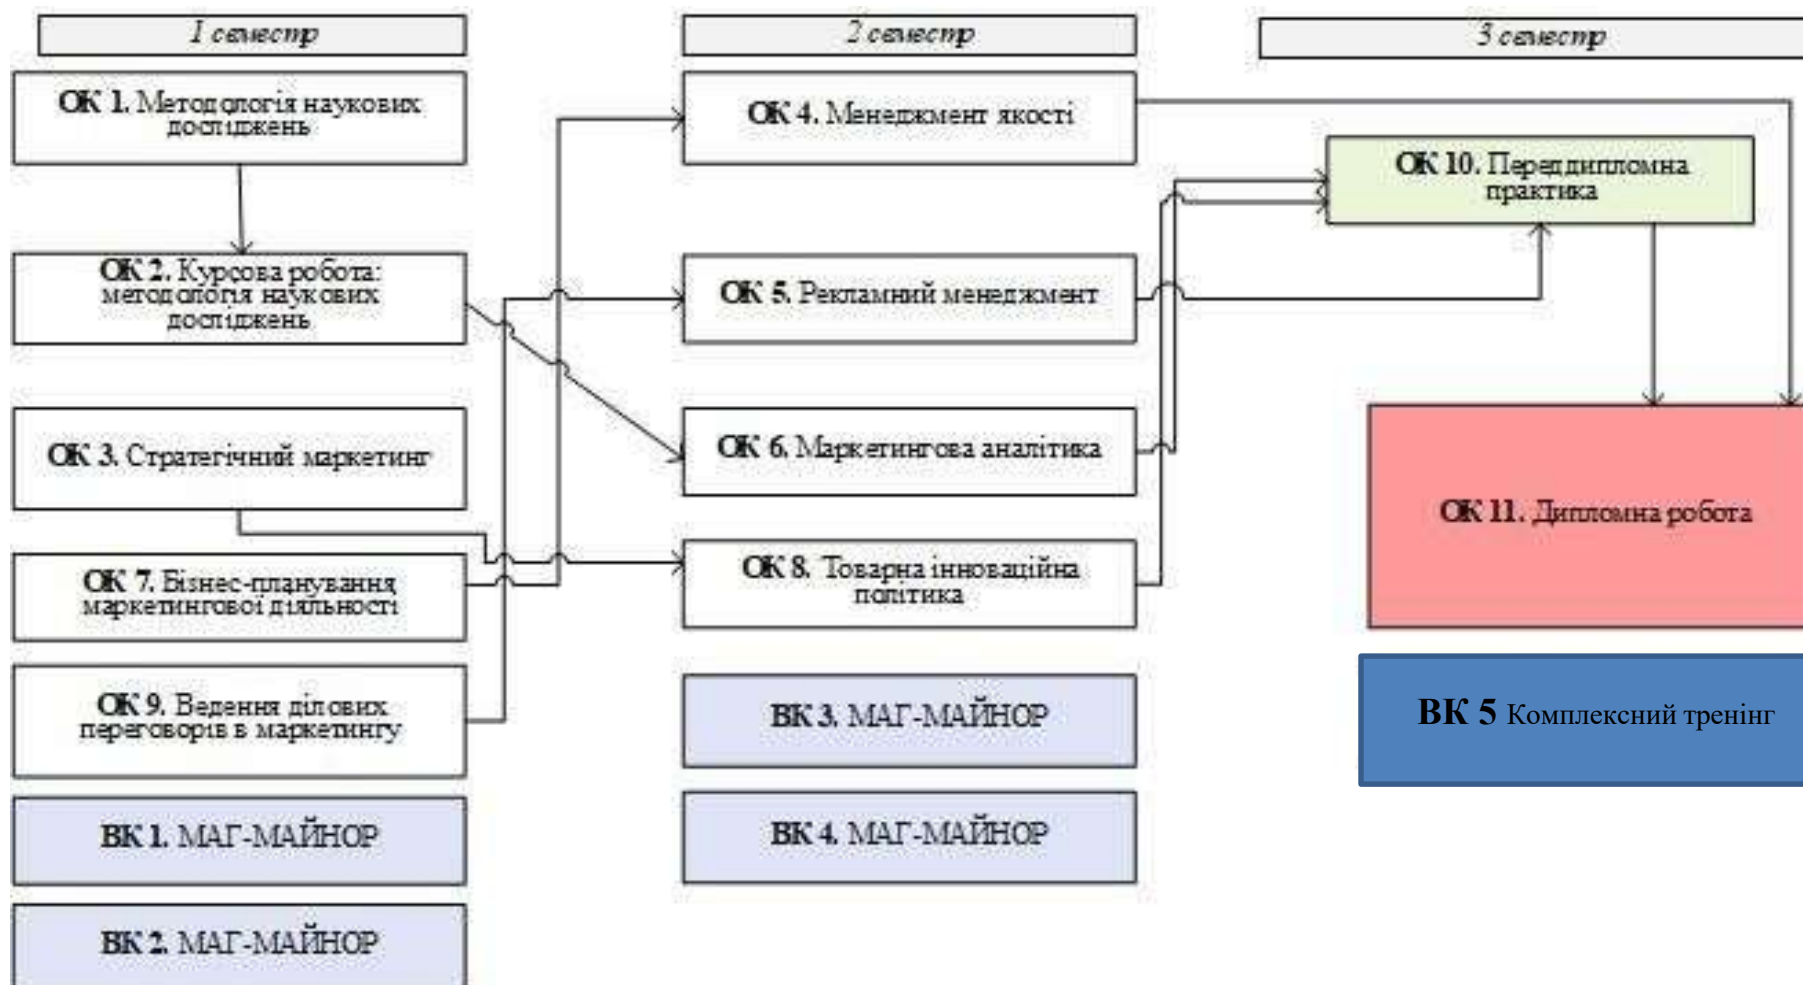 1 семестр
ОК 1. Методологія наукових
досліджень
ОК 2. Курсова робота:
методологія наукових
досліджень
ОК 3. Стратегічний маркетинг
ОК 7. Бізнес-планування
маркетингової діяльності
ОК 9. Ведення ділових
переговорів в маркетингу
ВК 1. МАГ-МАЙНОР
ВК 2. МАГ-МАЙНОР
2 семестр
ОК 4. Менеджмент якості
ОК 5. Рекламний менеджмент
ОК 6. Маркетингова аналітика
ОК 8. Товарна інноваційна
політика
ВК 3. МАГ-МАЙНОР
ВК 4. МАГ-МАЙНОР
3 семестр
ОК 10. Переддипломна
практика
ОК 11. Дипломна робота
ВК 5 Комплексний тренінг